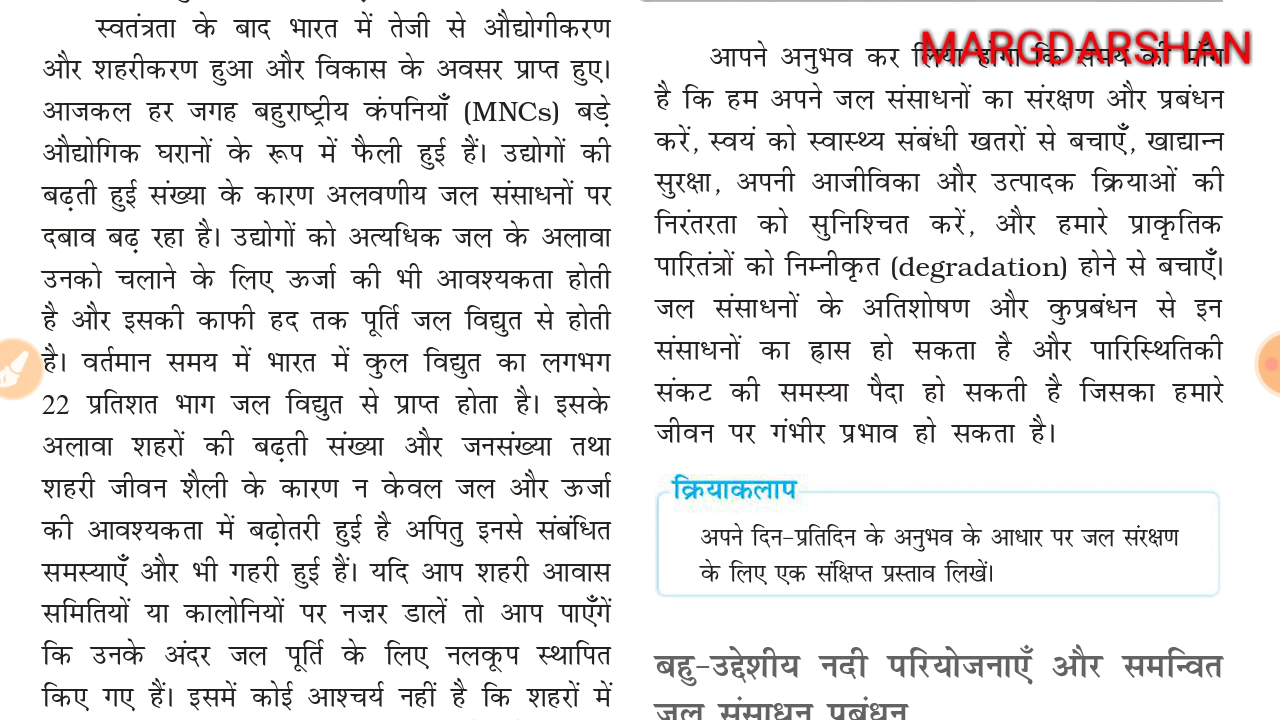 स्वतंत्रता के बाद भारत में तेजी से औद्योगीकरण
और शहरीकरण हुआ और विकास के अवसर प्राप्त हुए।
आजकल हर जगह बहुराष्ट्रीय कंपनियाँ (MNCs) बड़े
औद्योगिक घरानों के रूप में फैली हुई हैं। उद्योगों की
बढ़ती हुई संख्या के कारण अलवणीय जल संसाधनों पर
दबाव बढ़ रहा है। उद्योगों को अत्यधिक जल के अलावा
उनको चलाने के लिए ऊर्जा की भी आवश्यकता होती
है और इसकी काफी हद तक पूर्ति जल विद्युत से होती
है। वर्तमान समय में भारत में कुल विद्युत का लगभग
22 प्रतिशत भाग जल विद्युत से प्राप्त होता है। इसके
अलावा शहरों की बढ़ती संख्या और जनसंख्या तथा
शहरी जीवन शैली के कारण न केवल जल और ऊर्जा
की आवश्यकता में बढ़ोतरी हुई है अपितु इनसे संबंधित
समस्याएँ और भी गहरी हुई हैं। यदि आप शहरी आवास
समितियों या कालोनियों पर नज़र डालें तो आप पाएँगें
कि उनके अंदर जल पूर्ति के लिए नलकूप स्थापित
किए गए हैं। इसमें कोई आश्चर्य नहीं है कि शहरों में
MARGDARSHAN
आपने अनुभव कर लिया होगा कि समय की माँग
है कि हम अपने जल संसाधनों का संरक्षण और प्रबंधन
करें, स्वयं को स्वास्थ्य संबंधी खतरों से बचाएँ, खाद्यान्न
सुरक्षा, अपनी आजीविका और उत्पादक क्रियाओं की
निरंतरता को सुनिश्चित करें, और हमारे प्राकृतिक
पारितंत्रों को निम्नीकृत (degradation) होने से बचाएँ।
जल संसाधनों के अतिशोषण और कुप्रबंधन से इन
संसाधनों का ह्रास हो सकता है और पारिस्थितिकी
संकट की समस्या पैदा हो सकती है जिसका हमारे
जीवन पर गंभीर प्रभाव हो सकता है।
क्रियाकलाप
अपने दिन-प्रतिदिन के अनुभव के आधार पर जल संरक्षण
के लिए एक संक्षिप्त प्रस्ताव लिखें।
बहु-उद्देशीय नदी परियोजनाएँ और समन्वित
जल संसाधन प्रबंधन